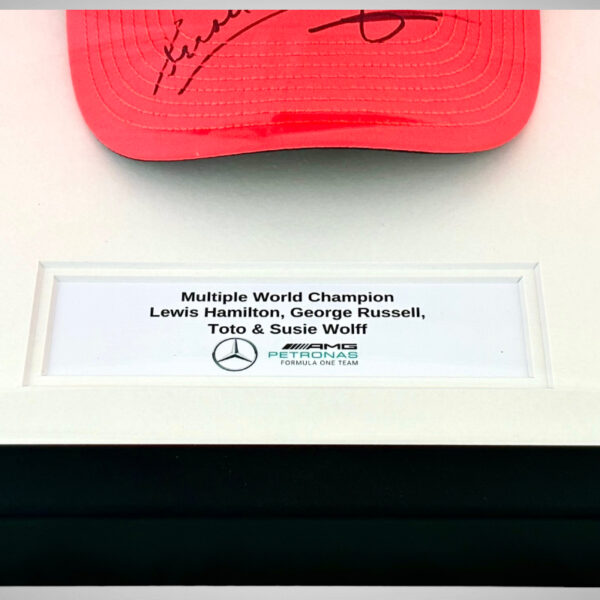 Multiple World Champion
Lewis Hamilton, George Russell,
Toto & Susie Wolff
AMG
PETRONAS
FORMULA ONE TEAM